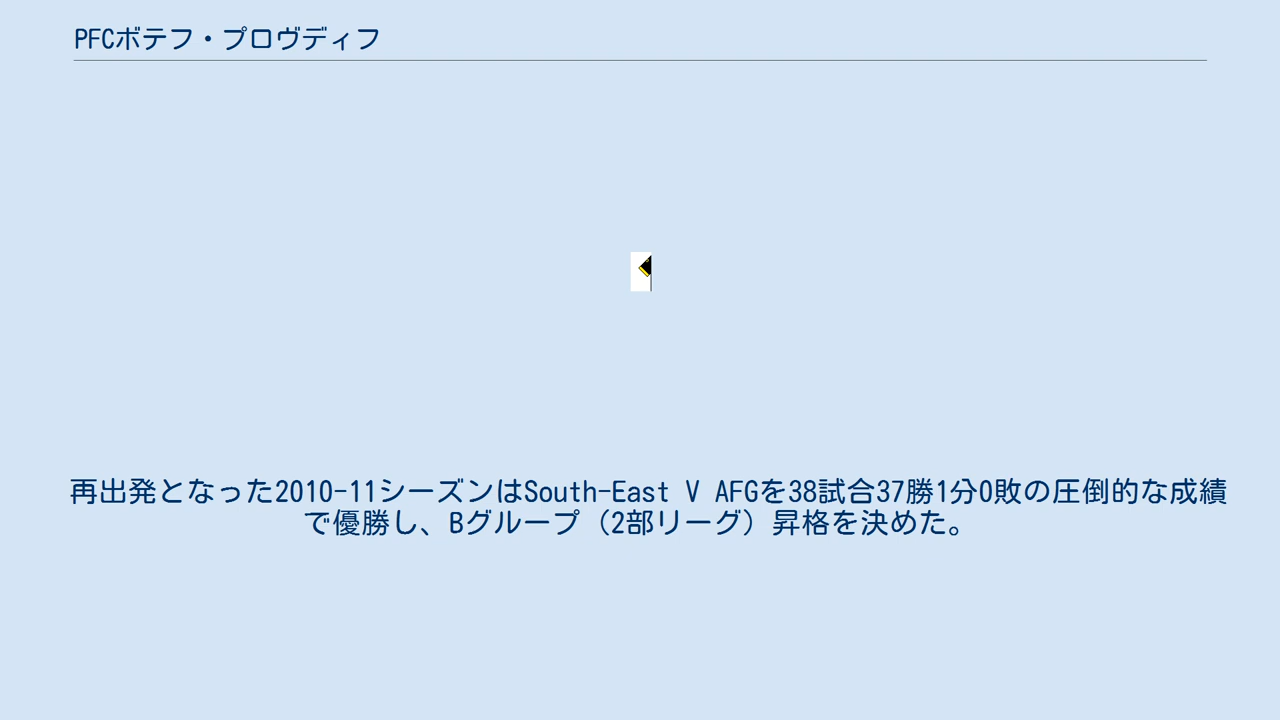 PFCボテフ・プロヴディフ
再出発となった2010-11シーズンはSouth-East V AFGを38試合37勝1分0敗の圧倒的な成績
で優勝し、Bグループ（2部リーグ）昇格を決めた。